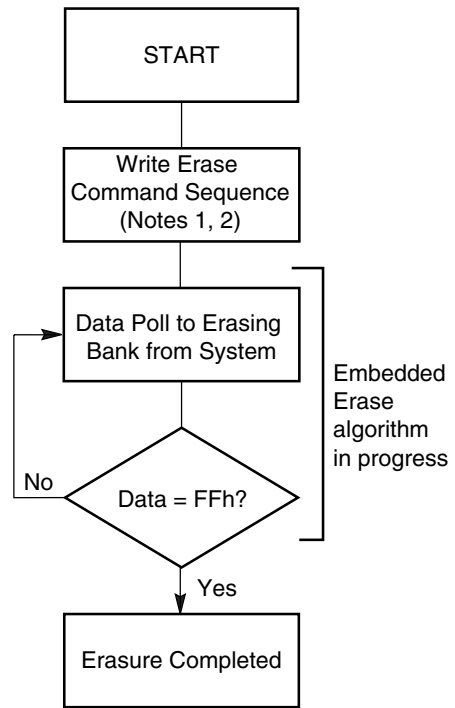 START
Write Erase
Command Sequence
(Notes 1, 2)
Data Poll to Erasing
Bank from System
Embedded
Erase
algorithm
in progress
No
Data = FFh?
Yes
Erasure Completed